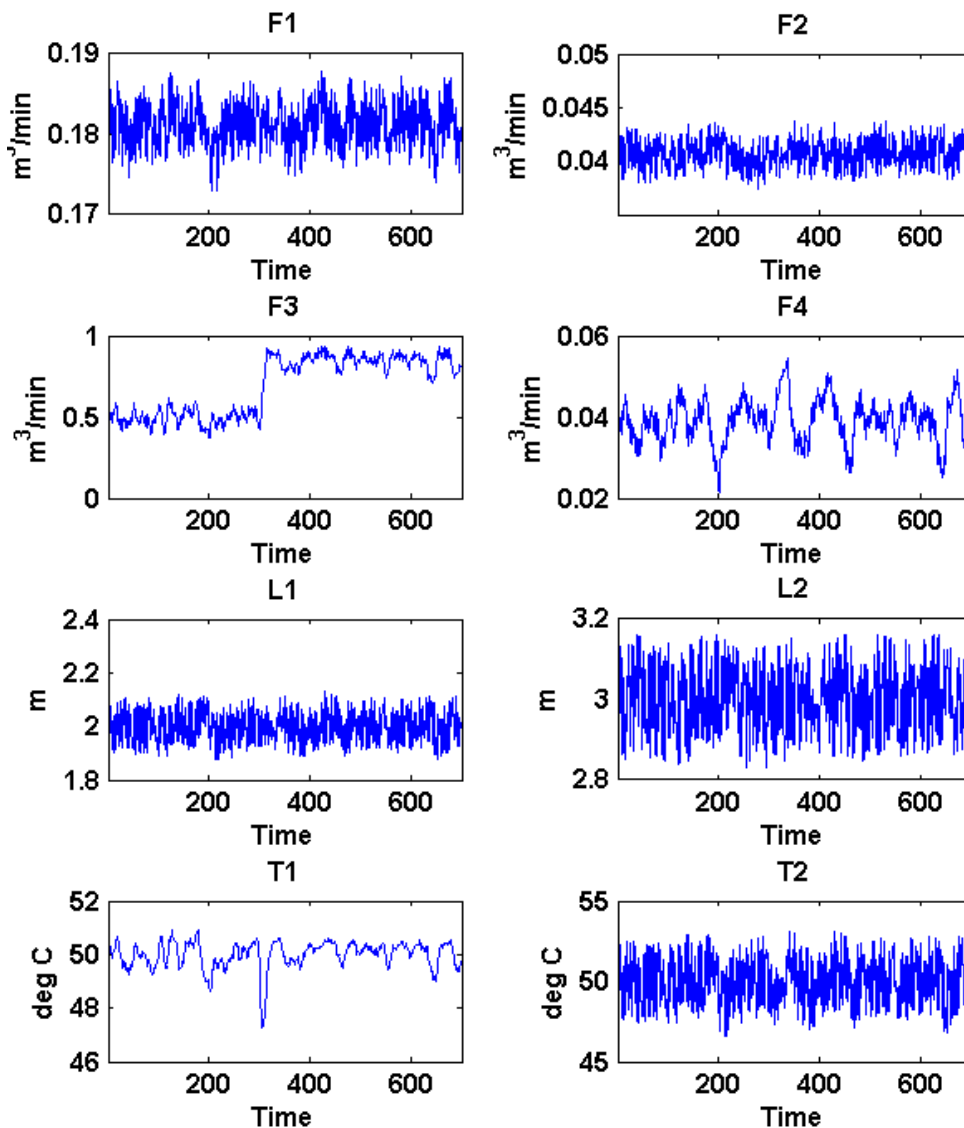 F1
0.19
0.18
0.17
m³/min
200 400 600
Time
F2
0.05
0.045
0.04
m³/min
200 400 600
Time
F3
1
0.5
0
m³/min
200 400 600
Time
F4
0.06
0.04
0.02
m³/min
200 400 600
Time
L1
2.4
2.2
2
1.8
m
200 400 600
Time
L2
3.2
3
2.8
m
200 400 600
Time
T1
52
50
48
46
deg C
200 400 600
Time
T2
55
50
45
deg C
200 400 600
Time